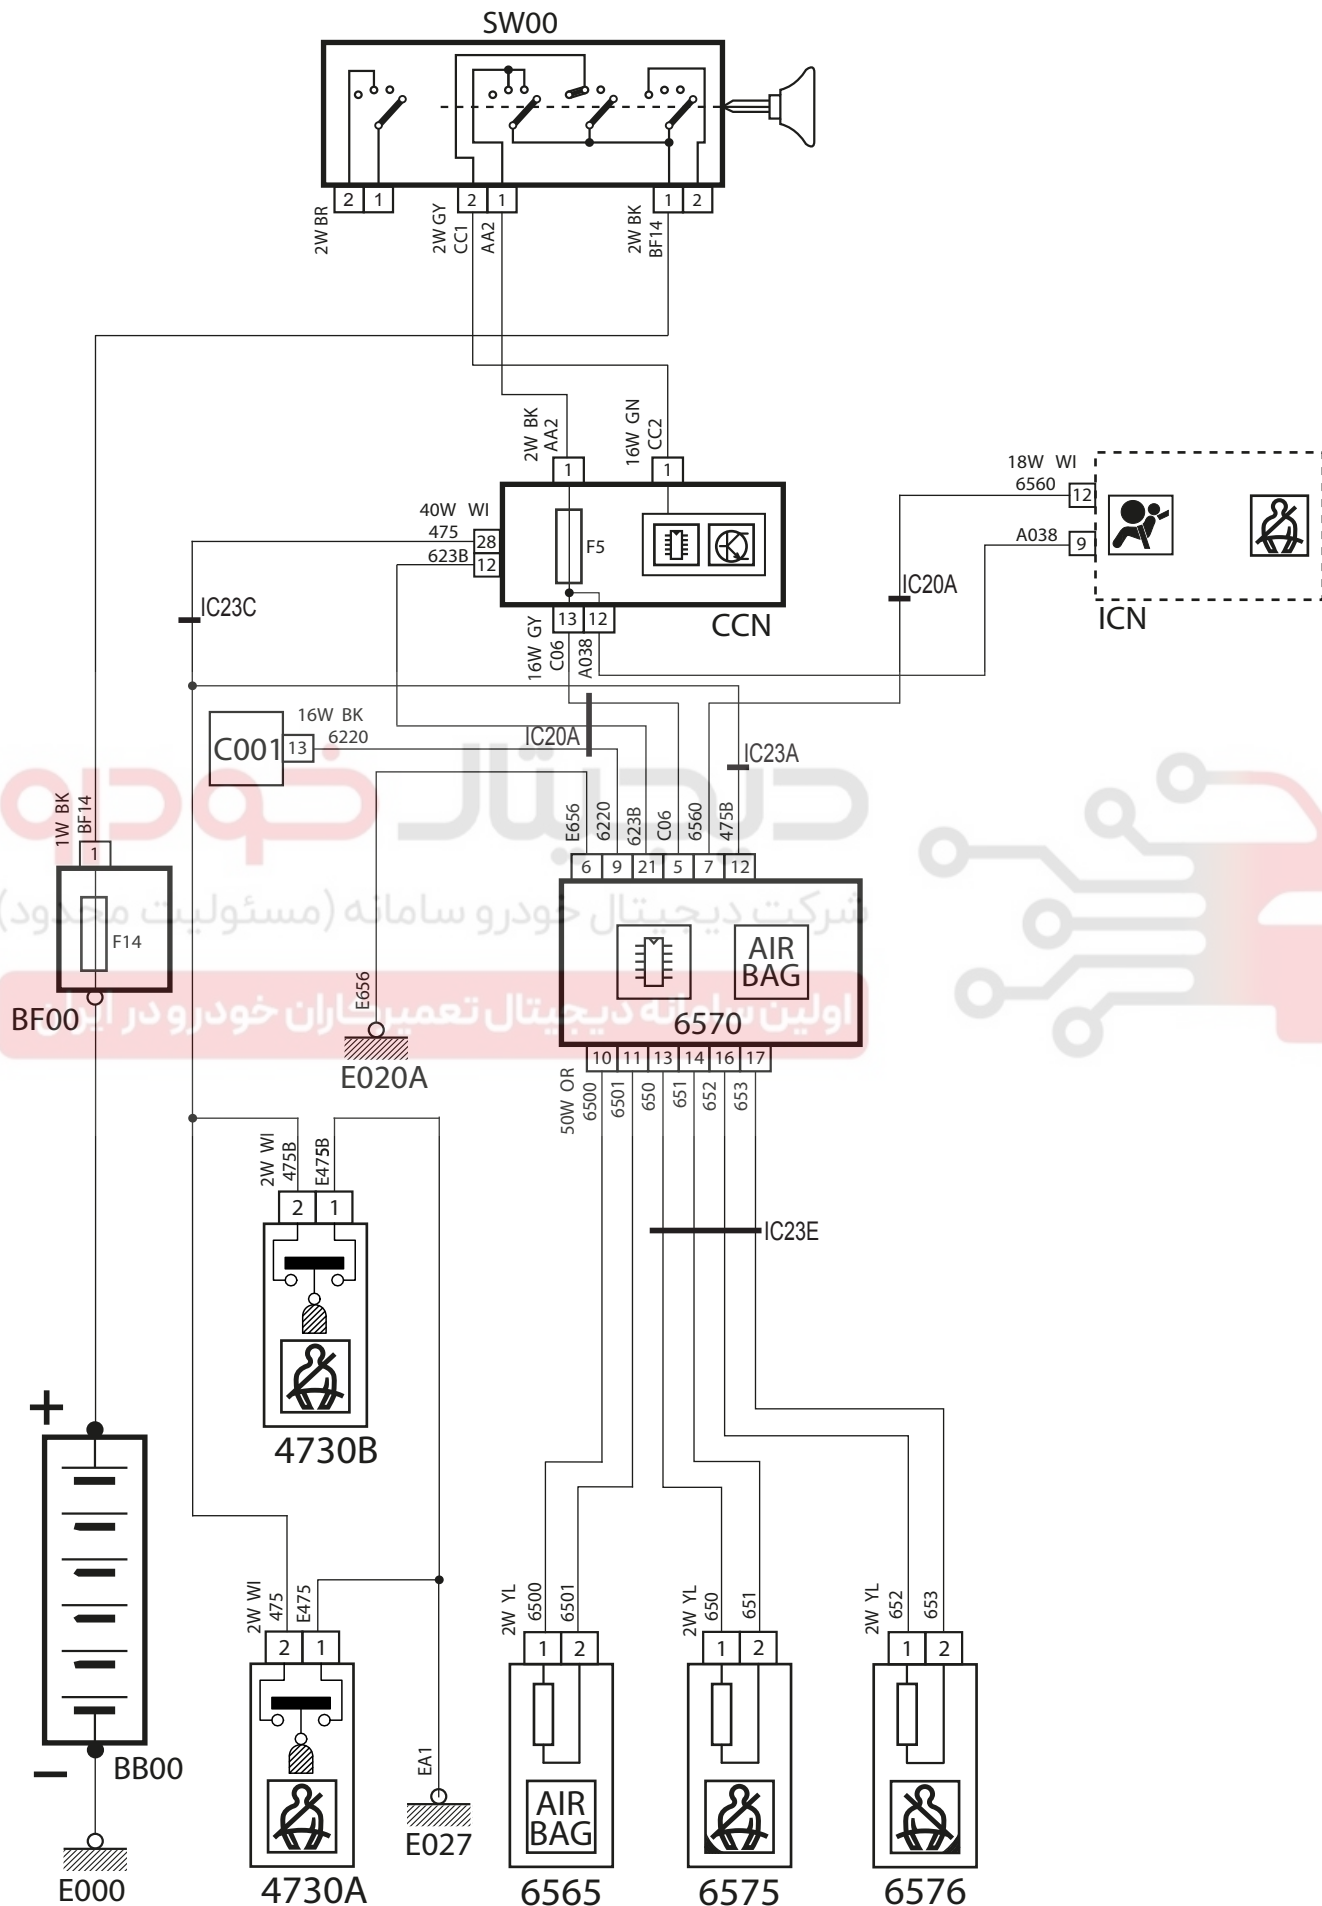 SW00
2
1
2
1
1
2
2W BR
2W GY
CC1
AA2
2W BK
BF14
2W BK
AA2
16W GN
CC2
1
1
40W WI
475
28
623B
12
F5
CCN
13
12
16W GY
C06
A038
18W WI
6560
12
A038
9
ICN
IC20A
IC23C
C001
13
16W BK
6220
IC20A
IC23A
دیجیتال خودرو
شرکت دیجیتال خودرو سامانه (مسئولیت محدود)
اولین سامانه دیجیتال تعمیرکاران خودرو در ایران
1W BK
BF14
1
F14
BF00
E656
6220
623B
C06
6560
475B
6
9
21
5
7
12
AIR
BAG
6570
10
11
13
14
16
17
50W OR
6500
6501
650
651
652
653
E656
E020A
IC23E
2W WI
475B
E475B
2
1
4730B
+
BB00
−
E000
2W WI
475
E475
2
1
4730A
EA1
E027
2W YL
6500
6501
1
2
AIR
BAG
6565
2W YL
650
651
1
2
6575
2W YL
652
653
1
2
6576